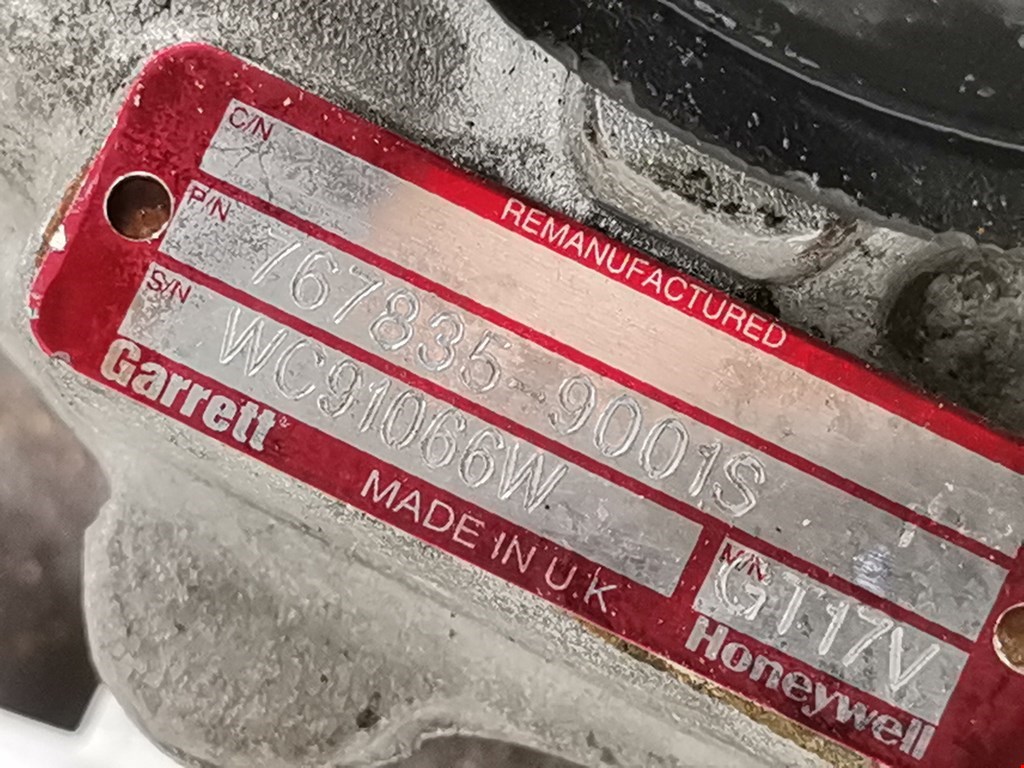 REMANUFACTURED
C/N
P/N 767835-9001S
S/N WC91066W
M/N GT17V
Garrett®
MADE IN U.K.
Honeywell